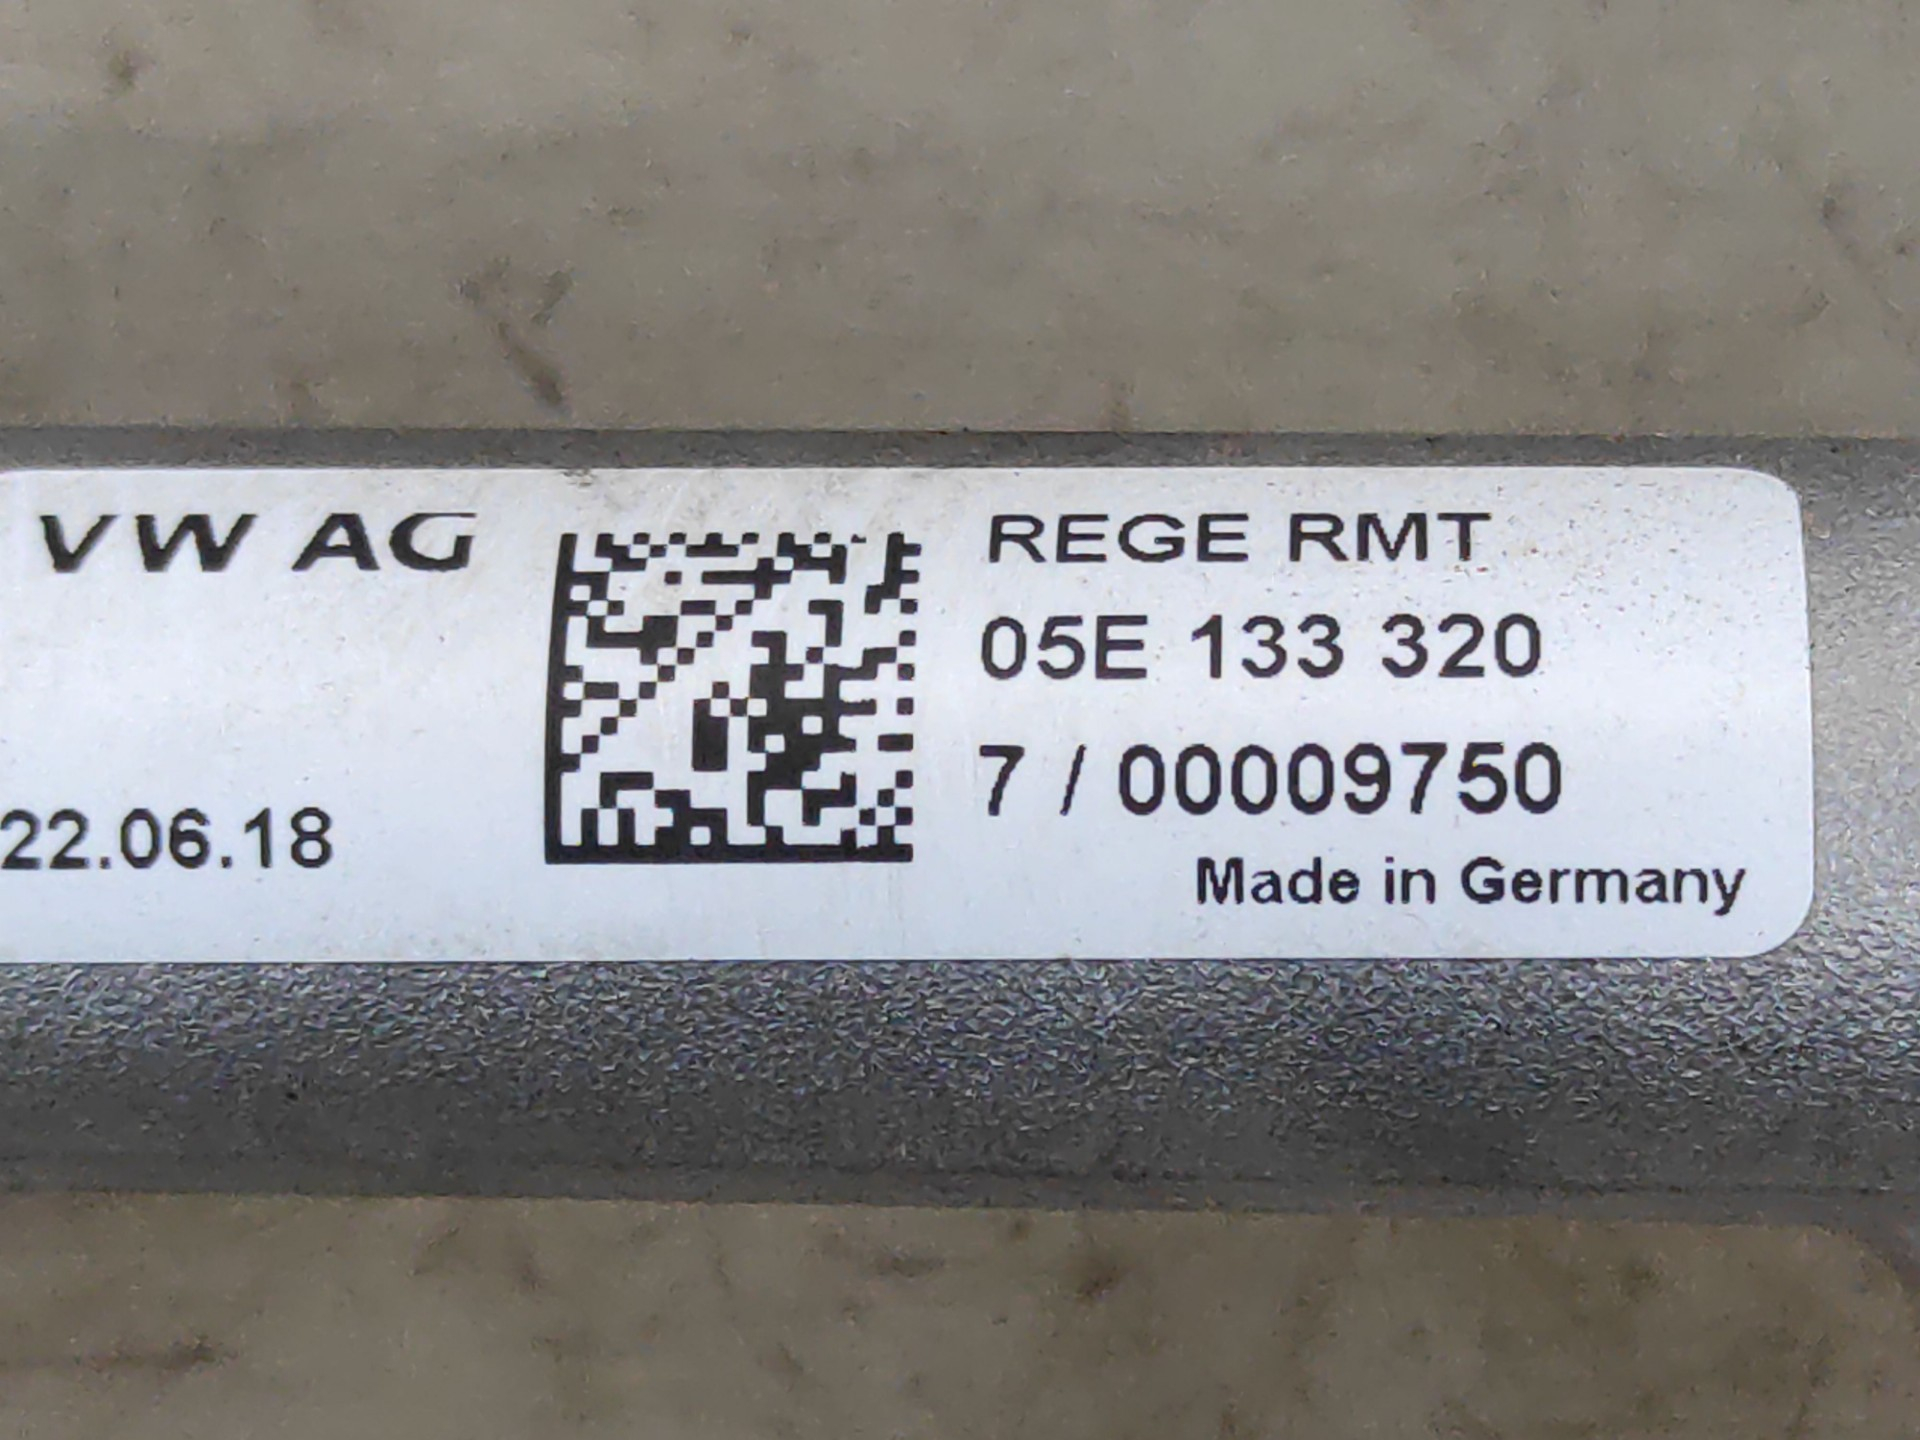 VW AG
22.06.18
REGE RMT
05E 133 320
7 / 00009750
Made in Germany